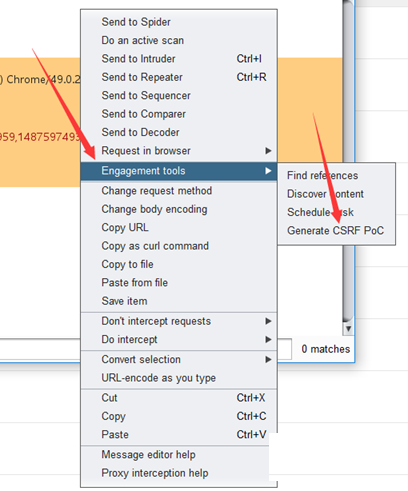 Send to Spider
Do an active scan
Send to Intruder Ctrl+I
) Chrome/49.0.2
Send to Repeater Ctrl+R
Send to Sequencer
Send to Comparer
959,1487597493
Send to Decoder
Request in browser
Engagement tools
Find references
Change request method
Discover content
Change body encoding
Schedule task
Copy URL
Generate CSRF PoC
Copy as curl command
Copy to file
Paste from file
Save item
Don't intercept requests
Do intercept
0 matches
Convert selection
URL-encode as you type
Cut Ctrl+X
Copy Ctrl+C
Paste Ctrl+V
Message editor help
Proxy interception help